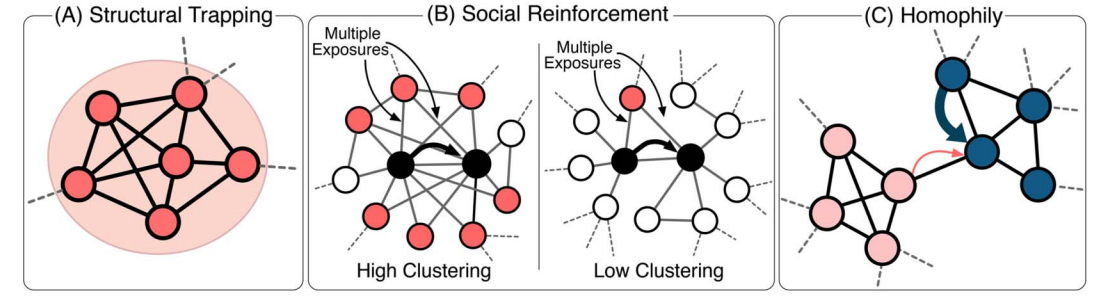 (A) Structural Trapping
(B) Social Reinforcement
(C) Homophily
Multiple
Exposures
Multiple
Exposures
High Clustering
Low Clustering